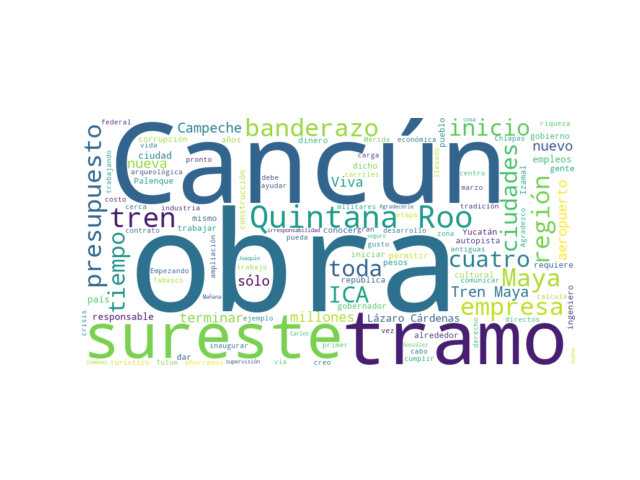 Cancún
obra
sureste
tramo
Quintana Roo
banderazo
inicio
presupuesto
tiempo
tren
Campeche
nueva
ciudad
Palenque
Viva
toda
ICA
cuatro
Maya
Tren Maya
empresa
región
ciudades
aeropuerto
nuevo
empleos
gente
gobierno
riqueza
Chiapas
Izamal
Agradezco
pueblo
llevado
centro
marzo
tradición
Yucatán
autopista
requiere
cultural
comunicar
calcula
ingeniero
directos
derecho
Lázaro Cárdenas
alrededor
vez
González
cabo
cumplir
pesos
gobernador
república
permitir
iniciar
gusto
seguro
desarrollo
etapa
militares
Agradecerle
carriles
dicho
carga
Mérida
económica
cosa
zona
antiguas
debe
ayudar
pronto
dinero
años
construcción
corrupción
vida
federal
trabajando
arqueológica
costo
industria
cerca
contrato
mismo
trabajar
irresponsabilidad
pueda
conocer
gran
ampliación
Joaquín
trabajo
sólo
Empezando
Tabasco
Mañana
país
crisis
responsable
terminar
ejemplo
millones
inaugurar
Carlos
primer
dar
supervisión
vía
creo
Tulum
ahorramos
turístico
Jiménez
bueno